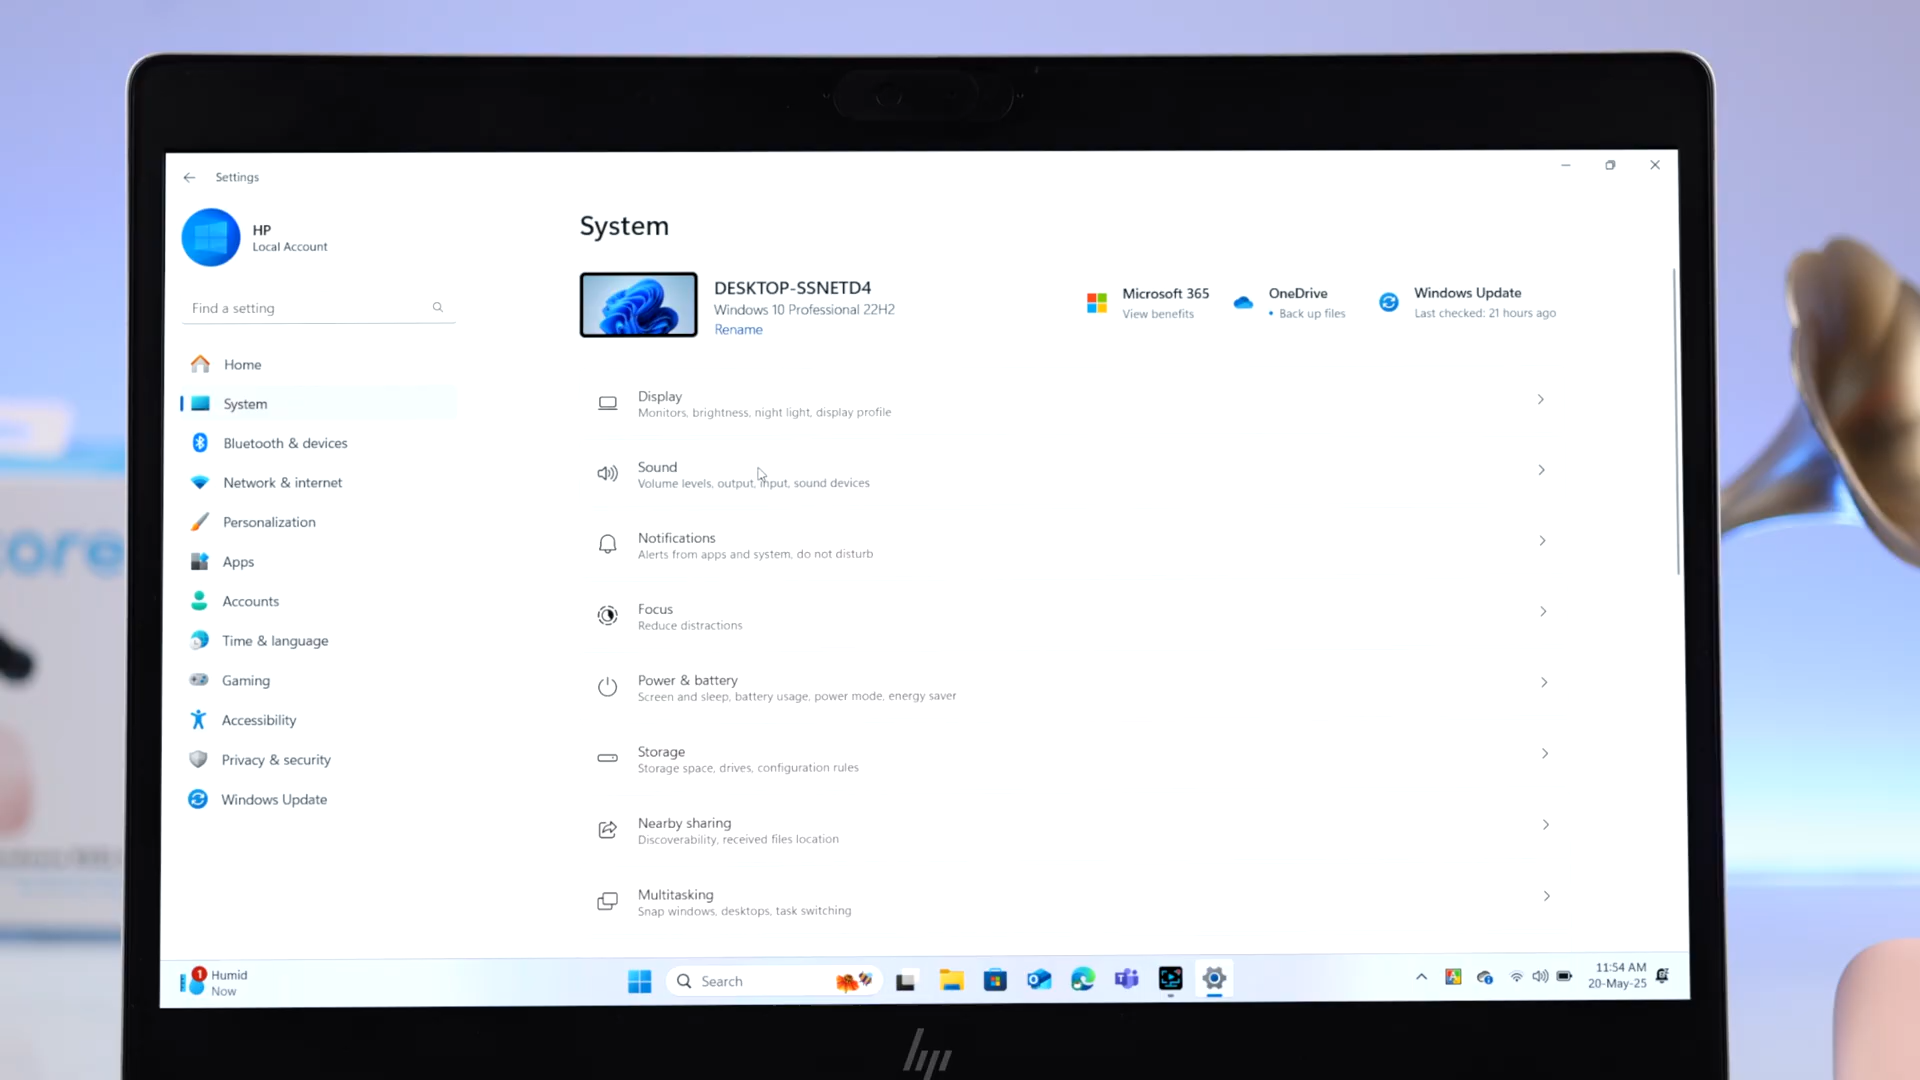 Settings
HP
Local Account
Find a setting
Home
System
Bluetooth & devices
Network & internet
Personalization
Apps
Accounts
Time & language
Gaming
Accessibility
Privacy & security
Windows Update
System
DESKTOP-SSNETD4
Windows 10 Professional 22H2
Rename
Microsoft 365
View benefits
OneDrive
• Back up files
Windows Update
Last checked: 21 hours ago
Display
Monitors, brightness, night light, display profile
Sound
Volume levels, output, input, sound devices
Notifications
Alerts from apps and system, do not disturb
Focus
Reduce distractions
Power & battery
Screen and sleep, battery usage, power mode, energy saver
Storage
Storage space, drives, configuration rules
Nearby sharing
Discoverability, received files location
Multitasking
Snap windows, desktops, task switching
1
Humid
Now
Search
11:54 AM
20-May-25
hp
core